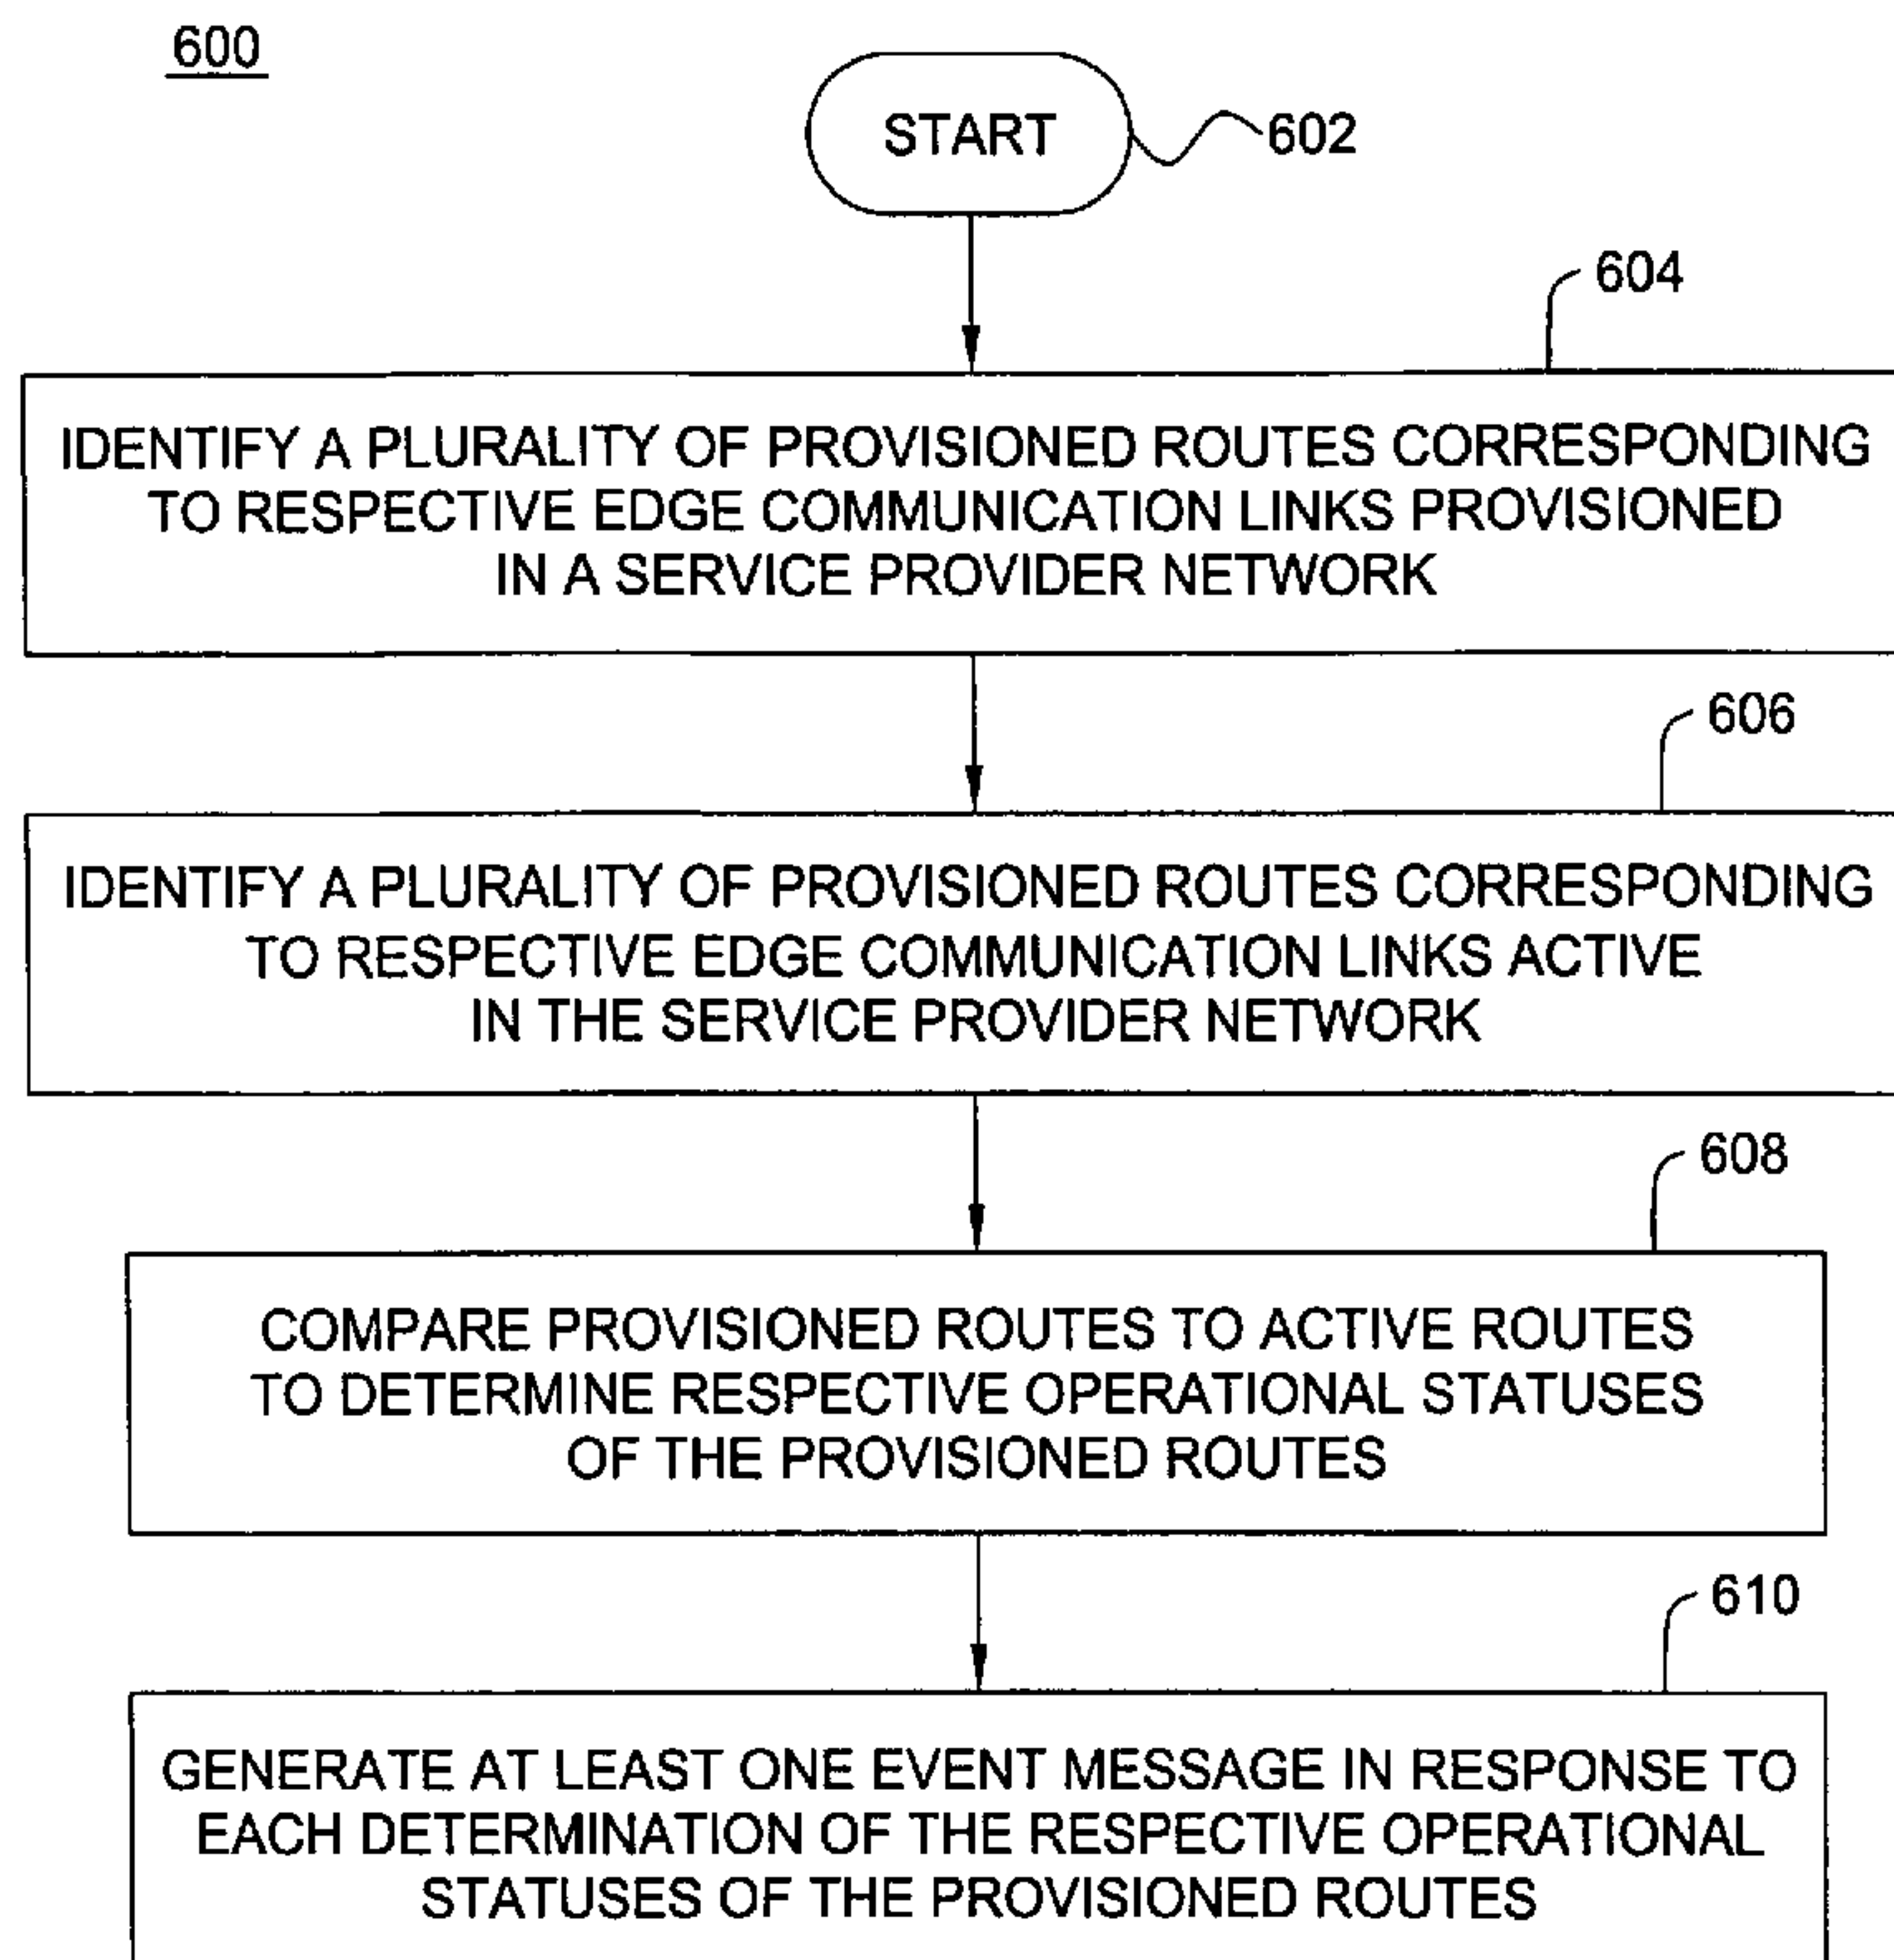 600
START
602
604
IDENTIFY A PLURALITY OF PROVISIONED ROUTES CORRESPONDING
TO RESPECTIVE EDGE COMMUNICATION LINKS PROVISIONED
IN A SERVICE PROVIDER NETWORK
606
IDENTIFY A PLURALITY OF PROVISIONED ROUTES CORRESPONDING
TO RESPECTIVE EDGE COMMUNICATION LINKS ACTIVE
IN THE SERVICE PROVIDER NETWORK
608
COMPARE PROVISIONED ROUTES TO ACTIVE ROUTES
TO DETERMINE RESPECTIVE OPERATIONAL STATUSES
OF THE PROVISIONED ROUTES
610
GENERATE AT LEAST ONE EVENT MESSAGE IN RESPONSE TO
EACH DETERMINATION OF THE RESPECTIVE OPERATIONAL
STATUSES OF THE PROVISIONED ROUTES